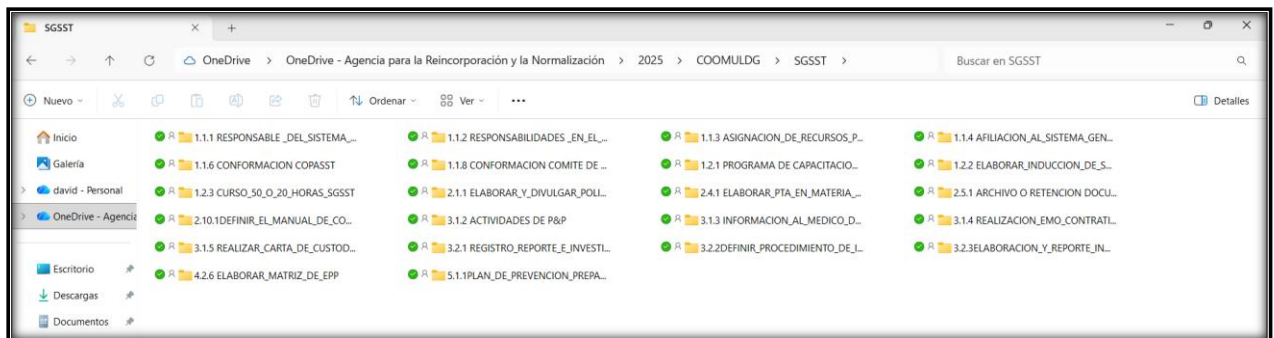 SGSST
OneDrive > OneDrive - Agencia para la Reincorporación y la Normalización > 2025 > COOMULDG > SGSST > Buscar en SGSST
Nuevo Ordenar Ver ... Detalles
Inicio 1.1.1 RESPONSABLE _DEL_SISTEMA_... 1.1.2 RESPONSABILIDADES _EN_EL_... 1.1.3 ASIGNACION_DE_RECURSOS_P... 1.1.4 AFILIACION_AL_SISTEMA_GEN...
Galería 1.1.6 CONFORMACION COPASST 1.1.8 CONFORMACION COMITE DE ... 1.2.1 PROGRAMA DE CAPACITACIO... 1.2.2 ELABORAR_INDUCCION_DE_S...
david - Personal 1.2.3 CURSO_50_O_20_HORAS_SGSST 2.1.1 ELABORAR_Y_DIVULGAR_POLI... 2.4.1 ELABORAR_PTA_EN_MATERIA_... 2.5.1 ARCHIVO O RETENCION DOCU...
OneDrive - Agencia 2.10.1DEFINIR_EL_MANUAL_DE_CO... 3.1.2 ACTIVIDADES DE P&P 3.1.3 INFORMACION_AL_MEDICO_D... 3.1.4 REALIZACION_EMO_CONTRATI...
3.1.5 REALIZAR_CARTA_DE_CUSTOD... 3.2.1 REGISTRO_REPORTE_E_INVESTI... 3.2.2DEFINIR_PROCEDIMIENTO_DE_I... 3.2.3ELABORACION_Y_REPORTE_IN...
Escritorio 4.2.6 ELABORAR_MATRIZ_DE_EPP 5.1.1PLAN_DE_PREVENCION_PREPA...
Descargas
Documentos